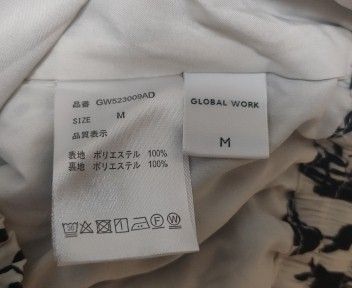 品番 GW523009AD
SIZE M
品質表示
表地 ポリエステル 100%
裏地 ポリエステル 100%
GLOBAL WORK
M